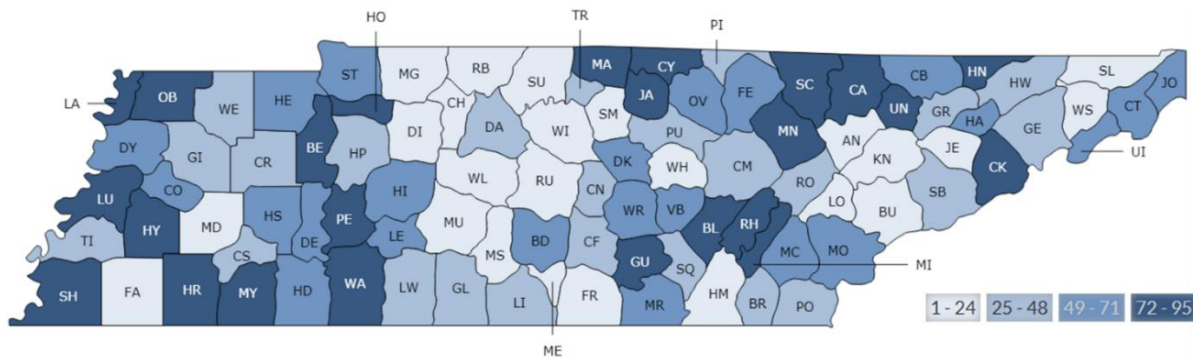 HO
TR
PI
LA
OB
WE
HE
ST
MG
RB
SU
MA
CY
SC
CA
CB
HN
HW
SL
JO
CH
JA
OV
FE
UN
GR
HA
GE
WS
CT
DY
GI
CR
BE
HP
DI
DA
WI
SM
PU
MN
AN
KN
JE
CK
UI
CO
HI
WL
RU
DK
WH
CM
RO
LO
BU
SB
LU
HY
MD
HS
DE
PE
LE
MU
CN
WR
VB
BL
RH
MC
MO
TI
CS
MS
BD
CF
GU
SQ
MI
SH
FA
HR
MY
HD
WA
LW
GL
LI
FR
MR
HM
BR
PO
ME
1 - 24
25 - 48
49 - 71
72 - 95